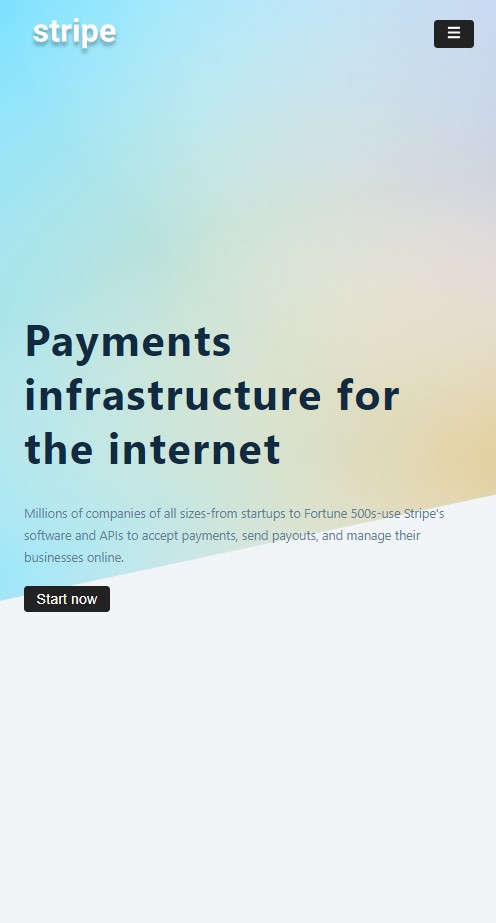 stripe
Payments
infrastructure for
the internet
Millions of companies of all sizes-from startups to Fortune 500s-use Stripe's
software and APIs to accept payments, send payouts, and manage their
businesses online.
Start now